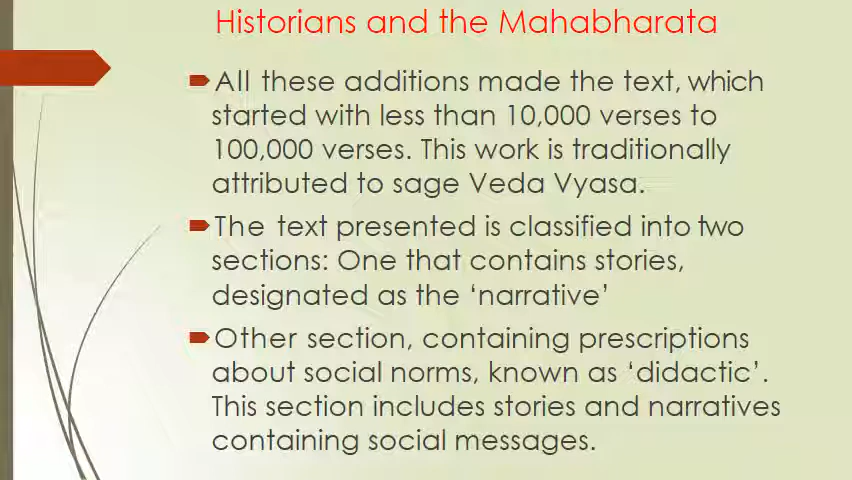 Historians and the Mahabharata
All these additions made the text, which
started with less than 10,000 verses to
100,000 verses. This work is traditionally
attributed to sage Veda Vyasa.
The text presented is classified into two
sections: One that contains stories,
designated as the ‘narrative’
Other section, containing prescriptions
about social norms, known as ‘didactic’.
This section includes stories and narratives
containing social messages.